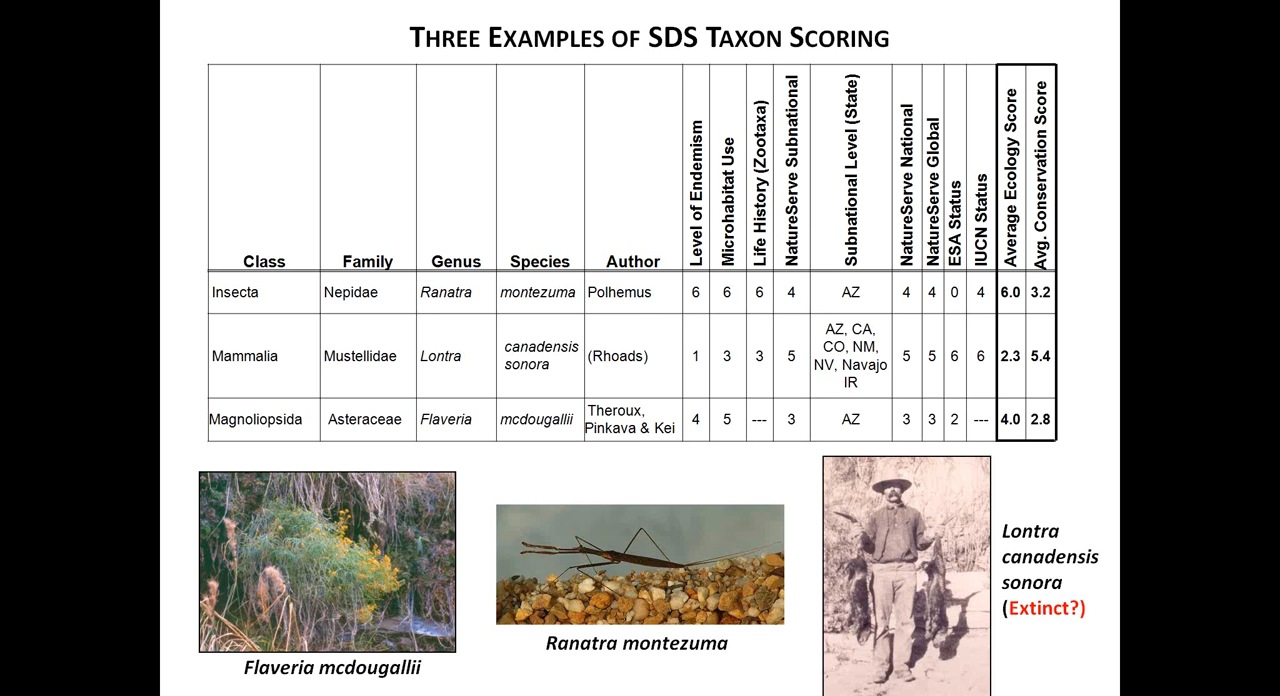 THREE EXAMPLES OF SDS TAXON SCORING
Class Family Genus Species Author Level of Endemism Microhabitat Use Life History (Zootaxa) NatureServe Subnational Subnational Level (State) NatureServe National NatureServe Global ESA Status IUCN Status Average Ecology Score Avg. Conservation Score
Insecta Nepidae Ranatra montezuma Polhemus 6 6 6 4 AZ 4 4 0 4 6.0 3.2
Mammalia Mustellidae Lontra canadensis sonora (Rhoads) 1 3 3 5 AZ, CA, CO, NM, NV, Navajo IR 5 5 6 6 2.3 5.4
Magnoliopsida Asteraceae Flaveria mcdougallii Theroux, Pinkava & Kei 4 5 --- 3 AZ 3 3 2 --- 4.0 2.8
Flaveria mcdougallii
Ranatra montezuma
Lontra
canadensis
sonora
(Extinct?)